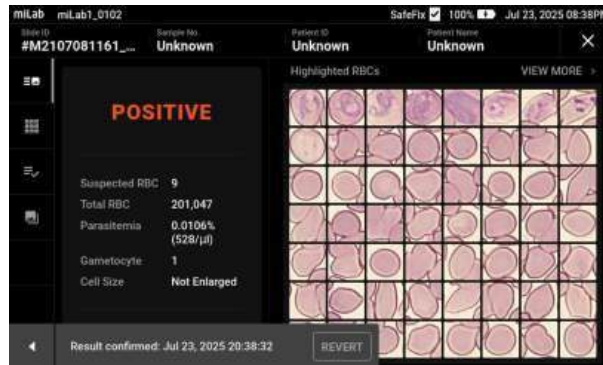 miLab miLab1_0102 SafeFix 100% Jul 23, 2025 08:38PM
Slide ID Sample No. Patient ID Patient Name
#M2107081161_... Unknown Unknown Unknown
Highlighted RBCs VIEW MORE >
POSITIVE
Suspected RBC 9
Total RBC 201,047
Parasitemia 0.0106%
(528/μl)
Gametocyte 1
Cell Size Not Enlarged
Result confirmed: Jul 23, 2025 20:38:32 REVERT